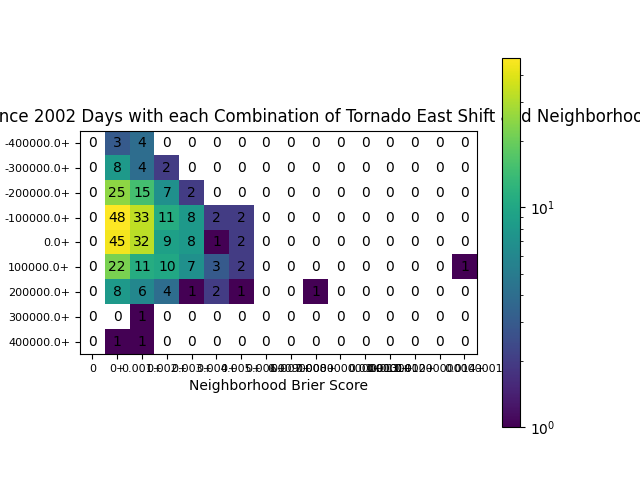 nce 2002 Days with each Combination of Tornado East Shift and Neighborhoo
-400000.0+ 0 3 4 0 0 0 0 0 0 0 0 0 0 0 0 0
-300000.0+ 0 8 4 2 0 0 0 0 0 0 0 0 0 0 0 0
-200000.0+ 0 25 15 7 2 0 0 0 0 0 0 0 0 0 0 0
-100000.0+ 0 48 33 11 8 2 2 0 0 0 0 0 0 0 0 0
0.0+ 0 45 32 9 8 1 2 0 0 0 0 0 0 0 0 0
100000.0+ 0 22 11 10 7 3 2 0 0 0 0 0 0 0 0 1
200000.0+ 0 8 6 4 1 2 1 0 0 1 0 0 0 0 0 0
300000.0+ 0 0 1 0 0 0 0 0 0 0 0 0 0 0 0 0
400000.0+ 0 1 1 0 0 0 0 0 0 0 0 0 0 0 0 0
0 0+
Neighborhood Brier Score
10¹
10⁰